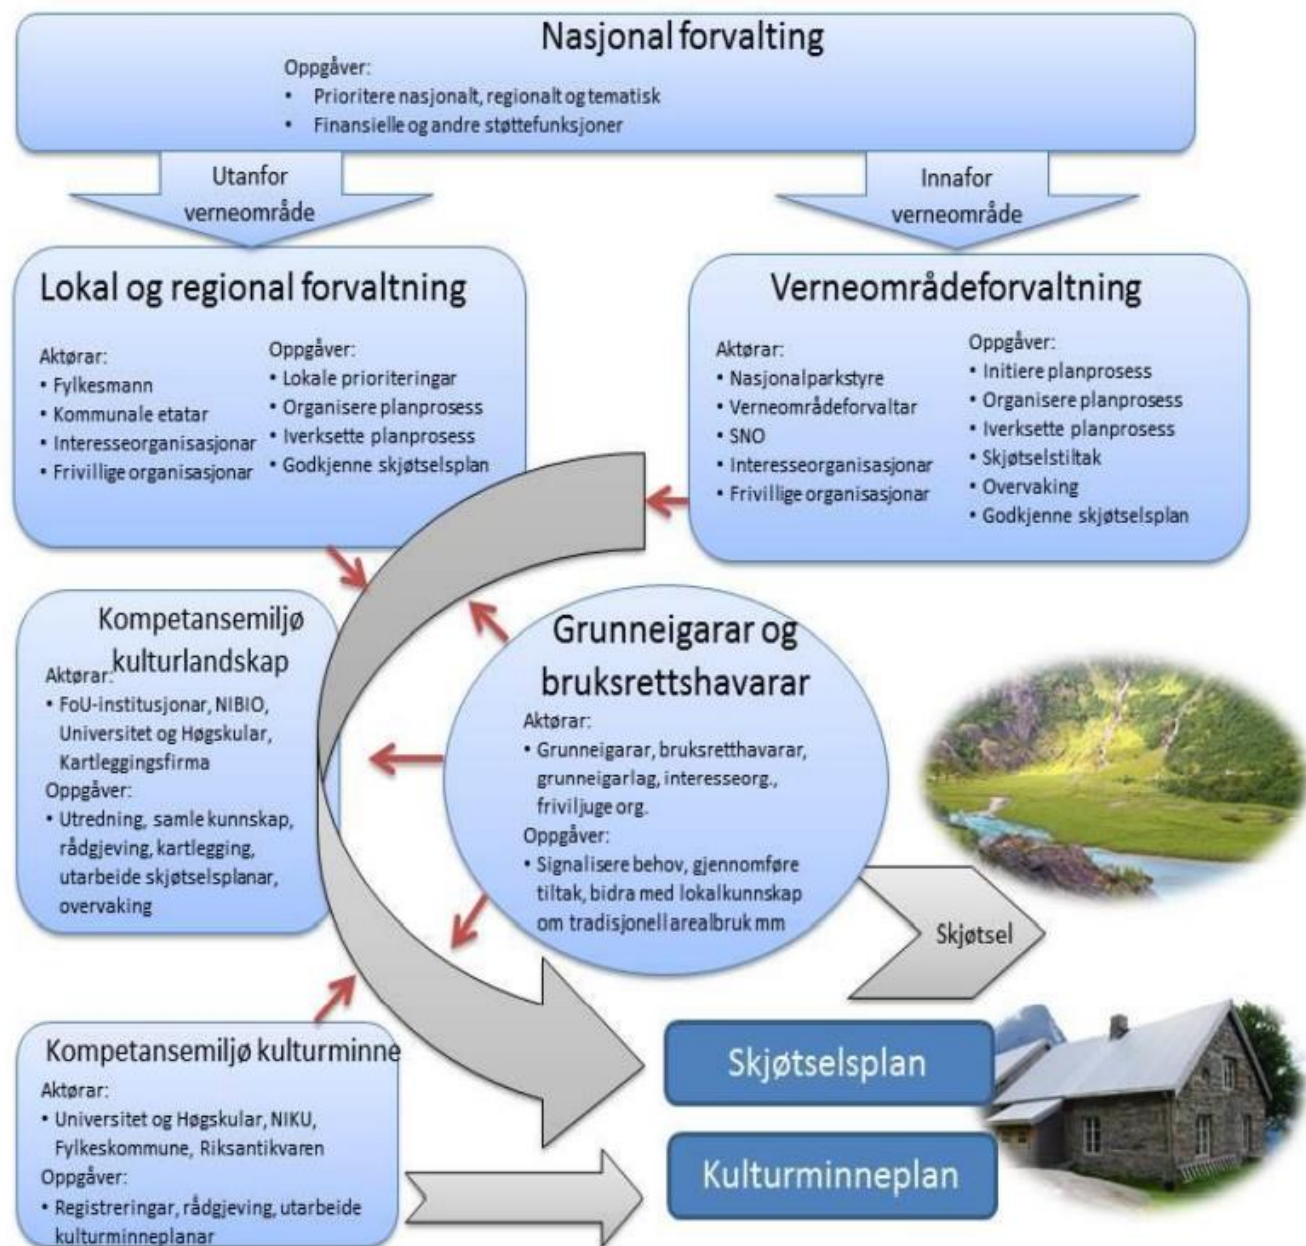 Nasjonal forvalting
Oppgåver:
• Prioritere nasjonalt, regionalt og tematisk
• Finansielle og andre støttefunksjoner
Utanfor
verneområde
Innafor
verneområde
Lokal og regional forvaltning
Aktørar:
• Fylkesmann
• Kommunale etatar
• Interesseorganisasjonar
• Frivillige organisasjonar
Oppgåver:
• Lokale prioriteringar
• Organisere planprosess
• Iverksette planprosess
• Godkjenne skjøtselsplan
Verneområdeforvaltning
Aktørar:
• Nasjonalparkstyre
• Verneområdeforvaltar
• SNO
• Interesseorganisasjonar
• Frivillige organisasjonar
Oppgåver:
• Initiere planprosess
• Organisere planprosess
• Iverksette planprosess
• Skjøtselstiltak
• Overvaking
• Godkjenne skjøtselsplan
Kompetansemiljø
kulturlandskap
Aktørar:
• FoU-institusjonar, NIBIO,
Universitet og Høgskular,
Kartleggingsfirma
Oppgåver:
• Utredning, samle kunnskap,
rådgjeving, kartlegging,
utarbeide skjøtselsplanar,
overvaking
Grunneigarar og
bruksrettshavarar
Aktørar:
• Grunneigarar, bruksretthavarar,
grunneigarlag, interesseorg.,
friviljuge org.
Oppgåver:
• Signalisere behov, gjennomføre
tiltak, bidra med lokalkunnskap
om tradisjonell arealbruk mm
Skjøtsel
Kompetansemiljø kulturminne
Aktørar:
• Universitet og Høgskular, NIKU,
Fylkeskommune, Riksantikvaren
Oppgåver:
• Registreringar, rådgjeving, utarbeide
kulturminneplanar
Skjøtselsplan
Kulturminneplan